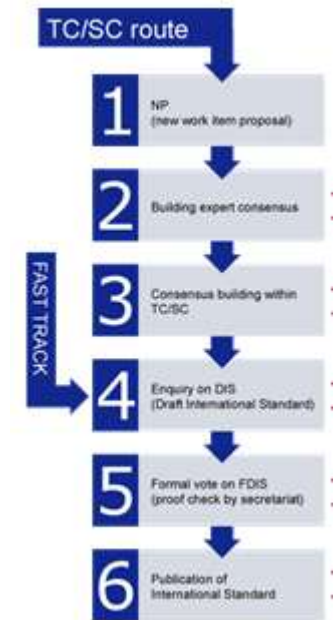 TC/SC route
1
NP
(new work item proposal)
2
Building expert consensus
3
Consensus building within
TC/SC
FAST TRACK
4
Enquiry on DIS
(Draft International Standard)
5
Formal vote on FDIS
(proof check by secretariat)
6
Publication of
International Standard